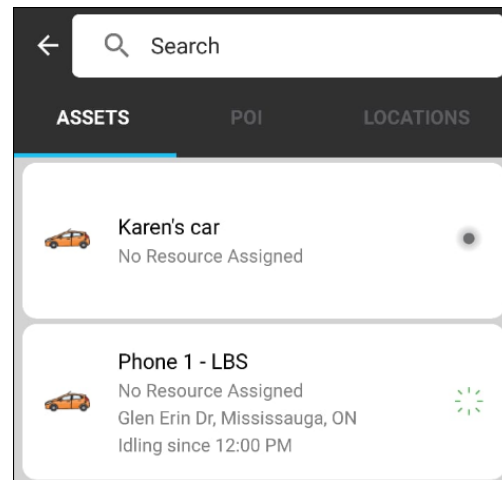 Search
ASSETS POI LOCATIONS
Karen's car
No Resource Assigned
Phone 1 - LBS
No Resource Assigned
Glen Erin Dr, Mississauga, ON
Idling since 12:00 PM